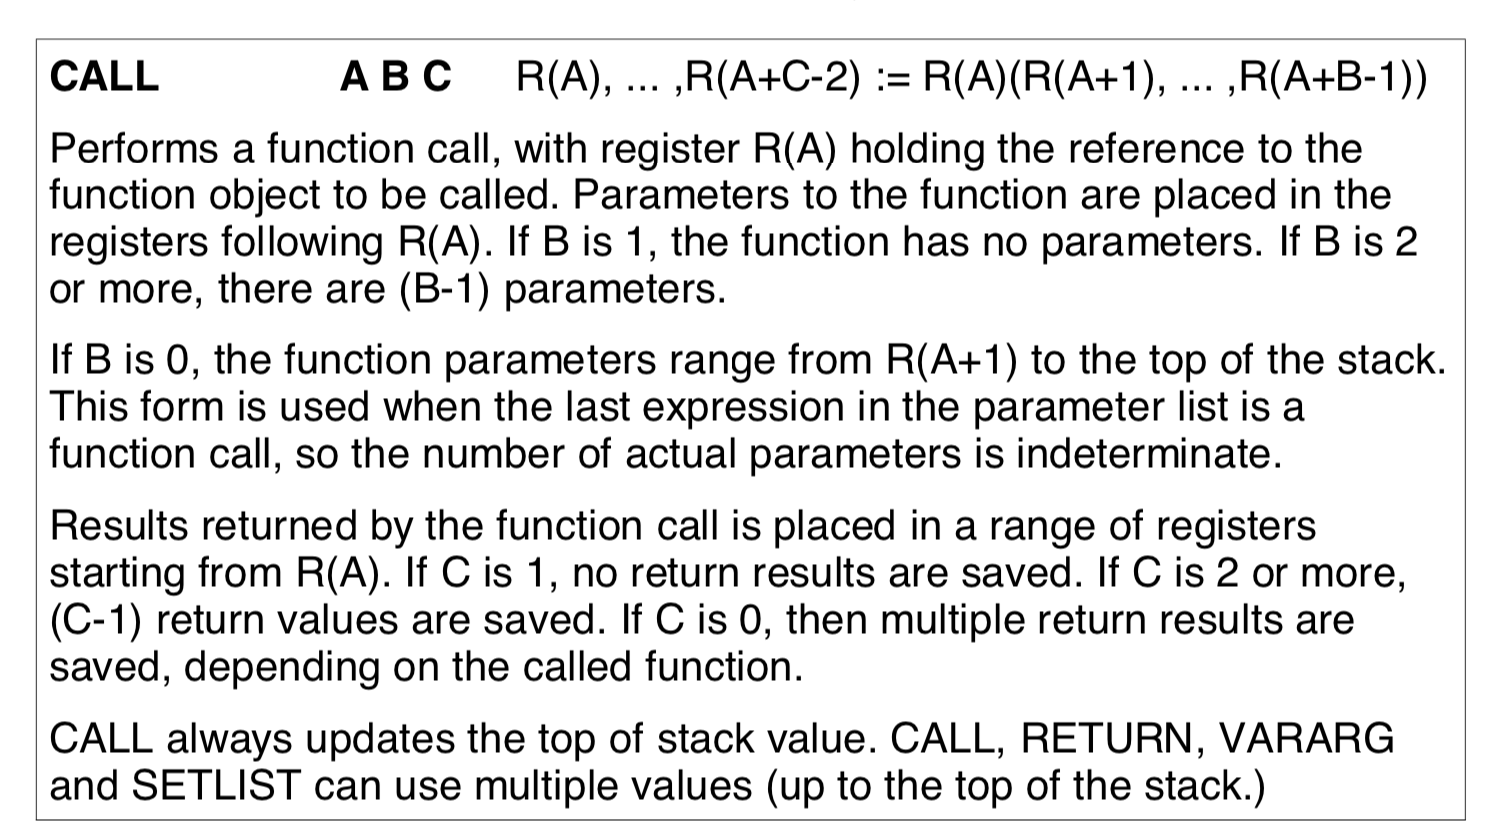 CALL A B C R(A), ... ,R(A+C-2) := R(A)(R(A+1), ... ,R(A+B-1))
Performs a function call, with register R(A) holding the reference to the
function object to be called. Parameters to the function are placed in the
registers following R(A). If B is 1, the function has no parameters. If B is 2
or more, there are (B-1) parameters.
If B is 0, the function parameters range from R(A+1) to the top of the stack.
This form is used when the last expression in the parameter list is a
function call, so the number of actual parameters is indeterminate.
Results returned by the function call is placed in a range of registers
starting from R(A). If C is 1, no return results are saved. If C is 2 or more,
(C-1) return values are saved. If C is 0, then multiple return results are
saved, depending on the called function.
CALL always updates the top of stack value. CALL, RETURN, VARARG
and SETLIST can use multiple values (up to the top of the stack.)